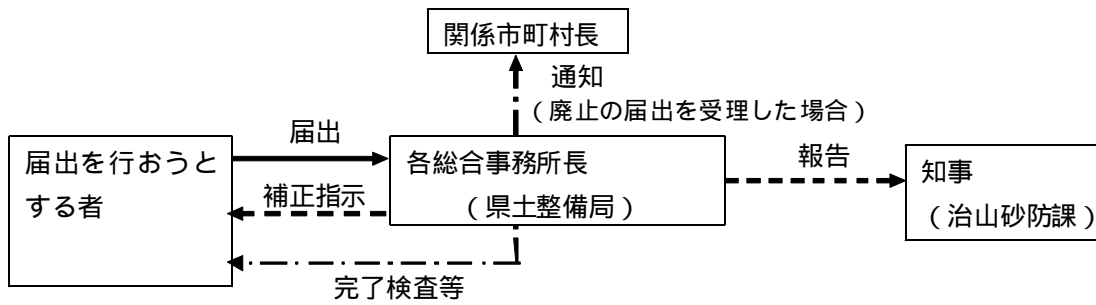 関係市町村長
通知
（廃止の届出を受理した場合）
届出を行おうと
する者
届出
補正指示
各総合事務所長
（県土整備局）
報告
知事
（治山砂防課）
完了検査等